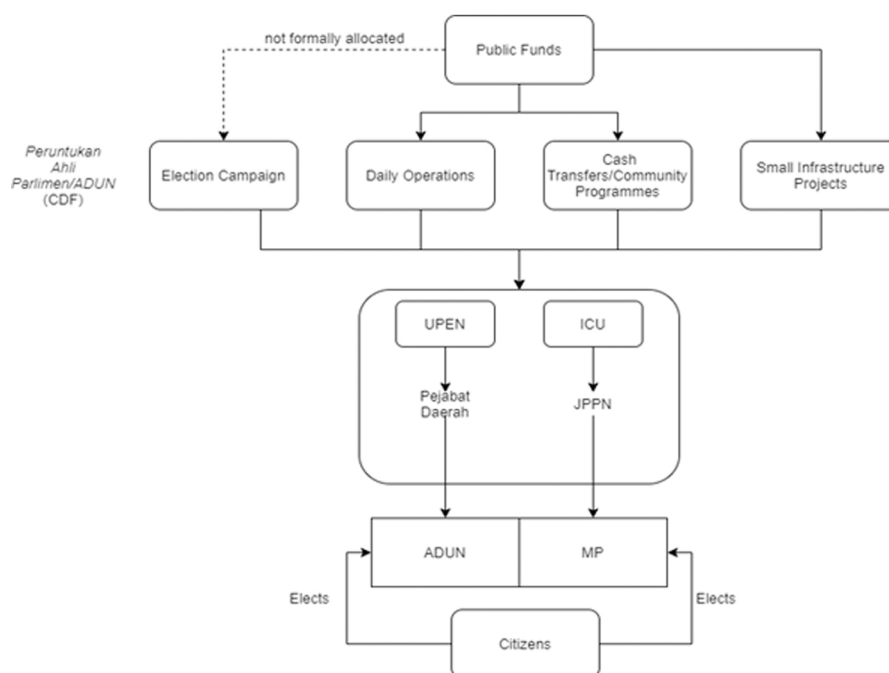 not formally allocated
Public Funds
Peruntukan
Ahli
Parlimen/ADUN
(CDF)
Election Campaign
Daily Operations
Cash
Transfers/Community
Programmes
Small Infrastructure
Projects
UPEN
ICU
Pejabat
Daerah
JPPN
ADUN
MP
Elects
Elects
Citizens